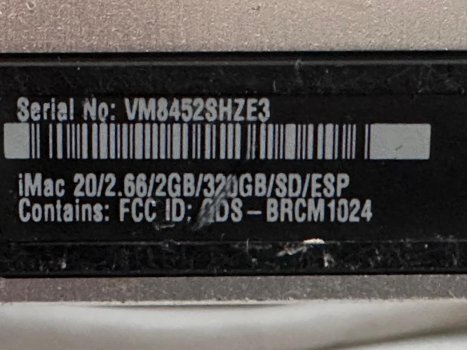 Serial No: VM8452SHZE3
iMac 20/2.66/2GB/320GB/SD/ESP
Contains: FCC ID: QDS-BRCM1024